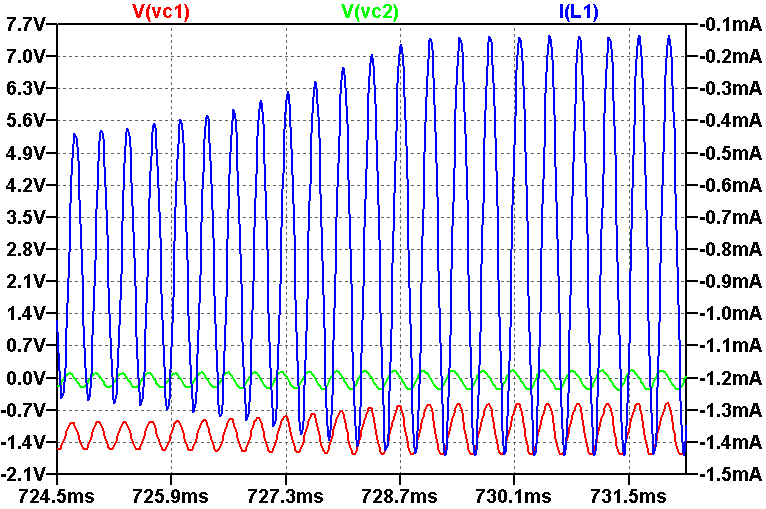 V(vc1) V(vc2) I(L1)
7.7V -0.1mA
7.0V -0.2mA
6.3V -0.3mA
5.6V -0.4mA
4.9V -0.5mA
4.2V -0.6mA
3.5V -0.7mA
2.8V -0.8mA
2.1V -0.9mA
1.4V -1.0mA
0.7V -1.1mA
0.0V -1.2mA
-0.7V -1.3mA
-1.4V -1.4mA
-2.1V -1.5mA
724.5ms 725.9ms 727.3ms 728.7ms 730.1ms 731.5ms